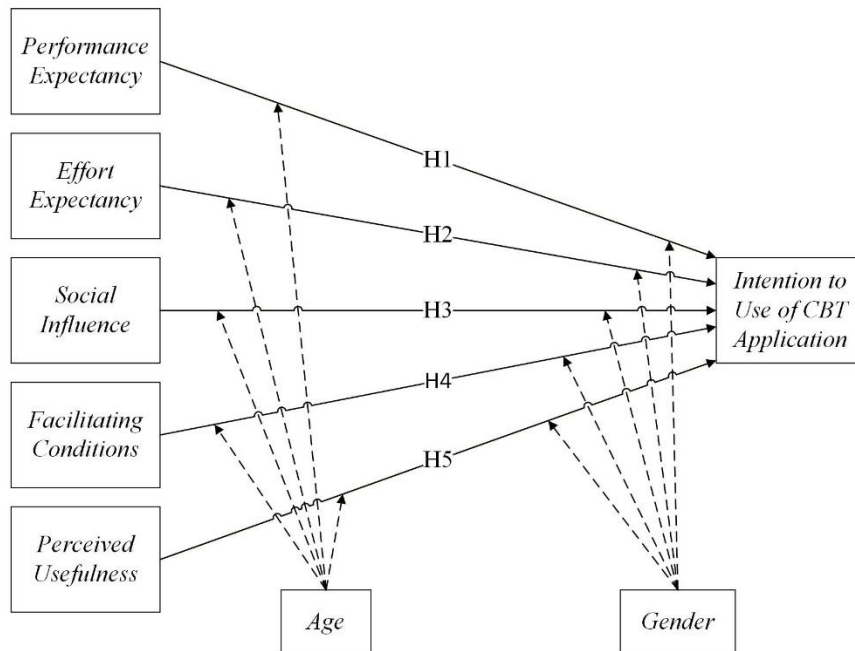 Performance
Expectancy
H1
Effort
Expectancy
H2
Social
Influence
H3
Intention to
Use of CBT
Application
Facilitating
Conditions
H4
H5
Perceived
Usefulness
Age
Gender